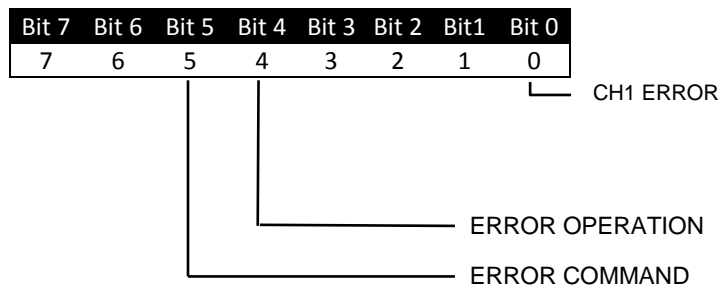 Bit 7 Bit 6 Bit 5 Bit 4 Bit 3 Bit 2 Bit1 Bit 0
7 6 5 4 3 2 1 0
CH1 ERROR
ERROR OPERATION
ERROR COMMAND